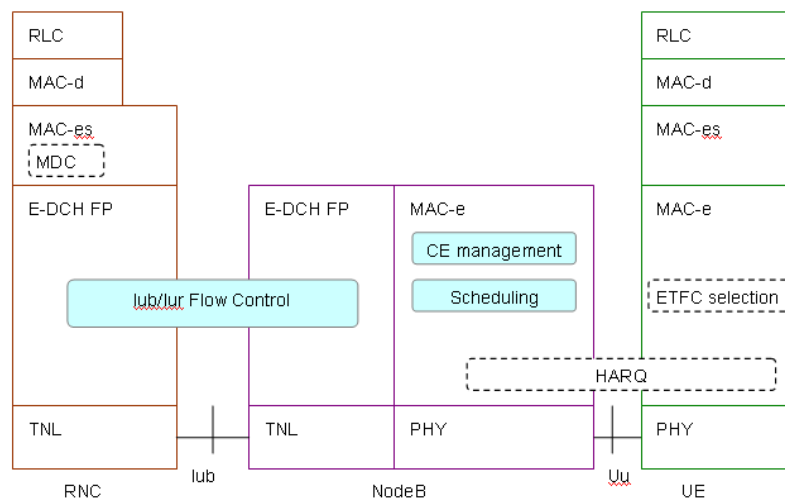 RLC
MAC-d
MAC-es
MDC
E-DCH FP
TNL
RNC
Iub/Iur Flow Control
Iub
E-DCH FP
TNL
MAC-e
CE management
Scheduling
HARQ
PHY
NodeB
Uu
RLC
MAC-d
MAC-es
MAC-e
ETFC selection
PHY
UE